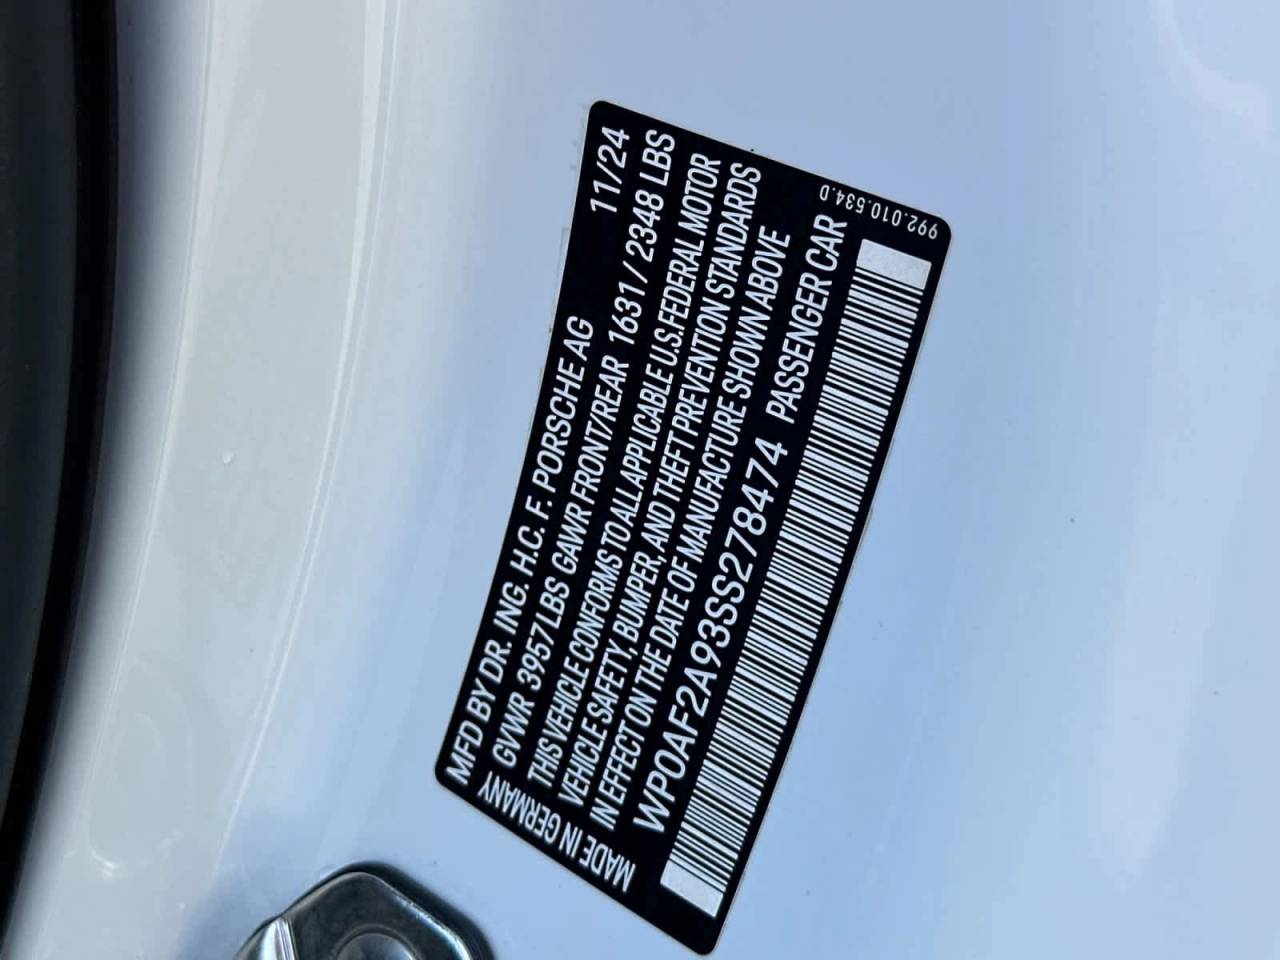 MFD BY DR. ING. H.C. F. PORSCHE AG 11/24
GVWR 3957 LBS GAWR FRONT/REAR 1631 / 2348 LBS
THIS VEHICLE CONFORMS TO ALL APPLICABLE U.S. FEDERAL MOTOR
VEHICLE SAFETY, BUMPER, AND THEFT PREVENTION STANDARDS
IN EFFECT ON THE DATE OF MANUFACTURE SHOWN ABOVE
WP0AF2A93SS278474 PASSENGER CAR
MADE IN GERMANY
992.010.534.D